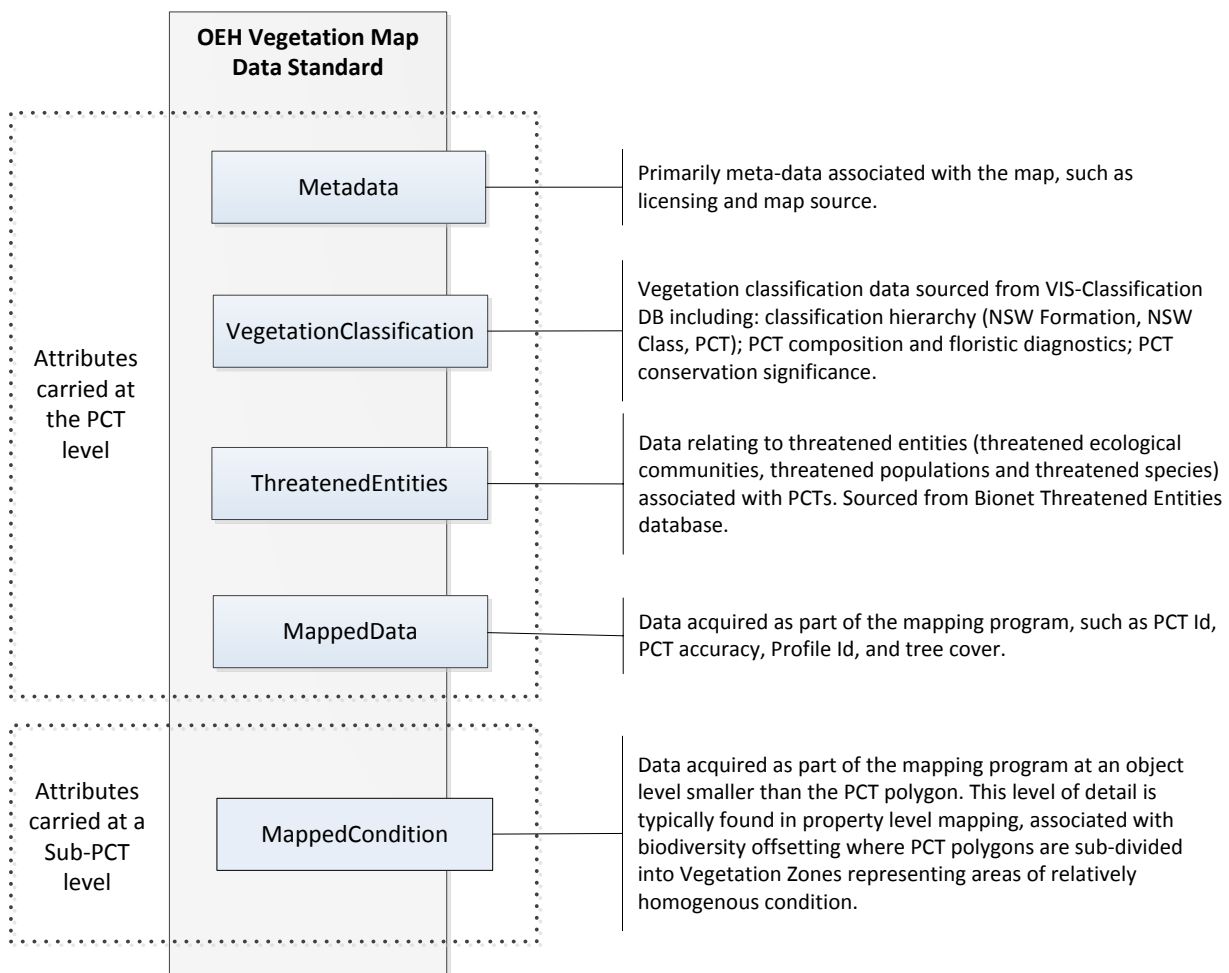 OEH Vegetation Map
Data Standard
Attributes
carried at
the PCT
level
Metadata
Primarily meta-data associated with the map, such as
licensing and map source.
VegetationClassification
Vegetation classification data sourced from VIS-Classification
DB including: classification hierarchy (NSW Formation, NSW
Class, PCT); PCT composition and floristic diagnostics; PCT
conservation significance.
ThreatenedEntities
Data relating to threatened entities (threatened ecological
communities, threatened populations and threatened species)
associated with PCTs. Sourced from Bionet Threatened Entities
database.
MappedData
Data acquired as part of the mapping program, such as PCT Id,
PCT accuracy, Profile Id, and tree cover.
Attributes
carried at a
Sub-PCT
level
MappedCondition
Data acquired as part of the mapping program at an object
level smaller than the PCT polygon. This level of detail is
typically found in property level mapping, associated with
biodiversity offsetting where PCT polygons are sub-divided
into Vegetation Zones representing areas of relatively
homogenous condition.